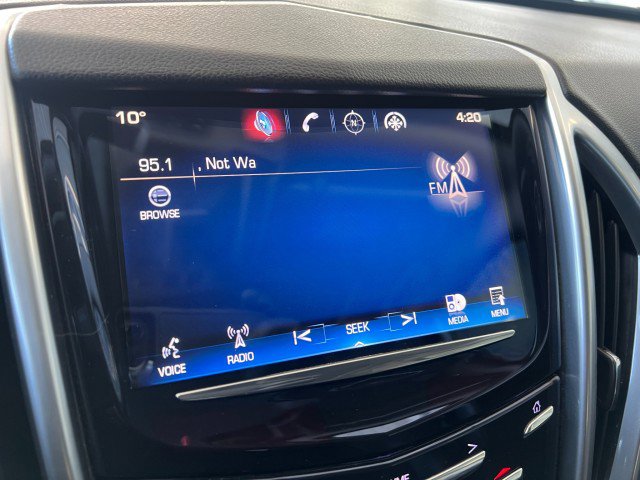 10° N 4:20
95.1 , Not Wa
FM
BROWSE
VOICE RADIO SEEK MEDIA MENU